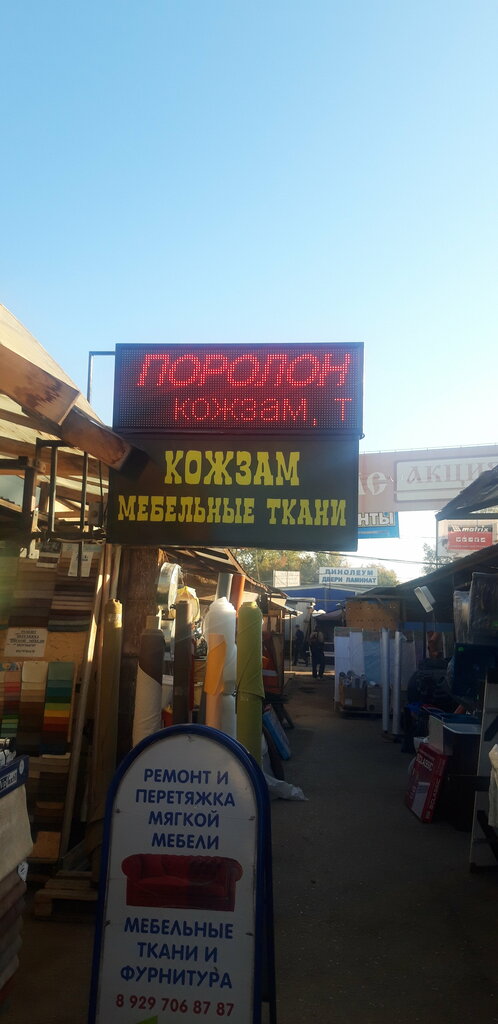 ПОРОЛОН
кожзам, т
КОЖЗАМ
МЕБЕЛЬНЫЕ ТКАНИ
АКЦИЯ
matrix
ЛИНОЛЕУМ
ДВЕРИ ЛАМИНАТ
РЕМОНТ И
ПЕРЕТЯЖКА
МЯГКОЙ
МЕБЕЛИ
МЕБЕЛЬНЫЕ
ТКАНИ И
ФУРНИТУРА
8 929 706 87 87